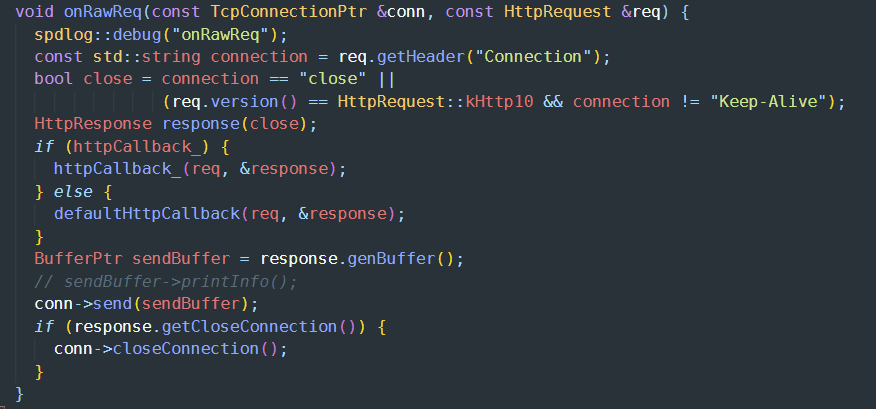 void onRawReq(const TcpConnectionPtr &conn, const HttpRequest &req) {
  spdlog::debug("onRawReq");
  const std::string connection = req.getHeader("Connection");
  bool close = connection == "close" ||
               (req.version() == HttpRequest::kHttp10 && connection != "Keep-Alive");
  HttpResponse response(close);
  if (httpCallback_) {
    httpCallback_(req, &response);
  } else {
    defaultHttpCallback(req, &response);
  }
  BufferPtr sendBuffer = response.genBuffer();
  // sendBuffer->printInfo();
  conn->send(sendBuffer);
  if (response.getCloseConnection()) {
    conn->closeConnection();
  }
}